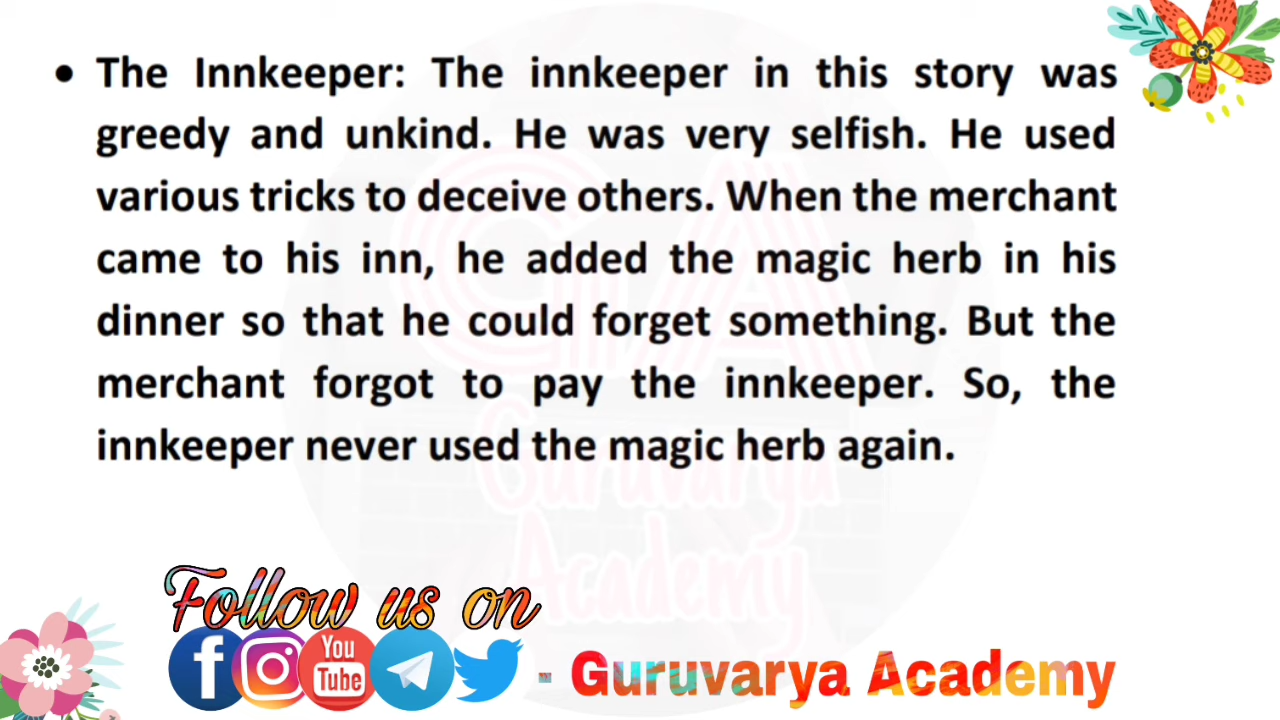 • The Innkeeper: The innkeeper in this story was
greedy and unkind. He was very selfish. He used
various tricks to deceive others. When the merchant
came to his inn, he added the magic herb in his
dinner so that he could forget something. But the
merchant forgot to pay the innkeeper. So, the
innkeeper never used the magic herb again.
GA
Guruvarya
Academy
Follow us on
You
Tube
- Guruvarya Academy